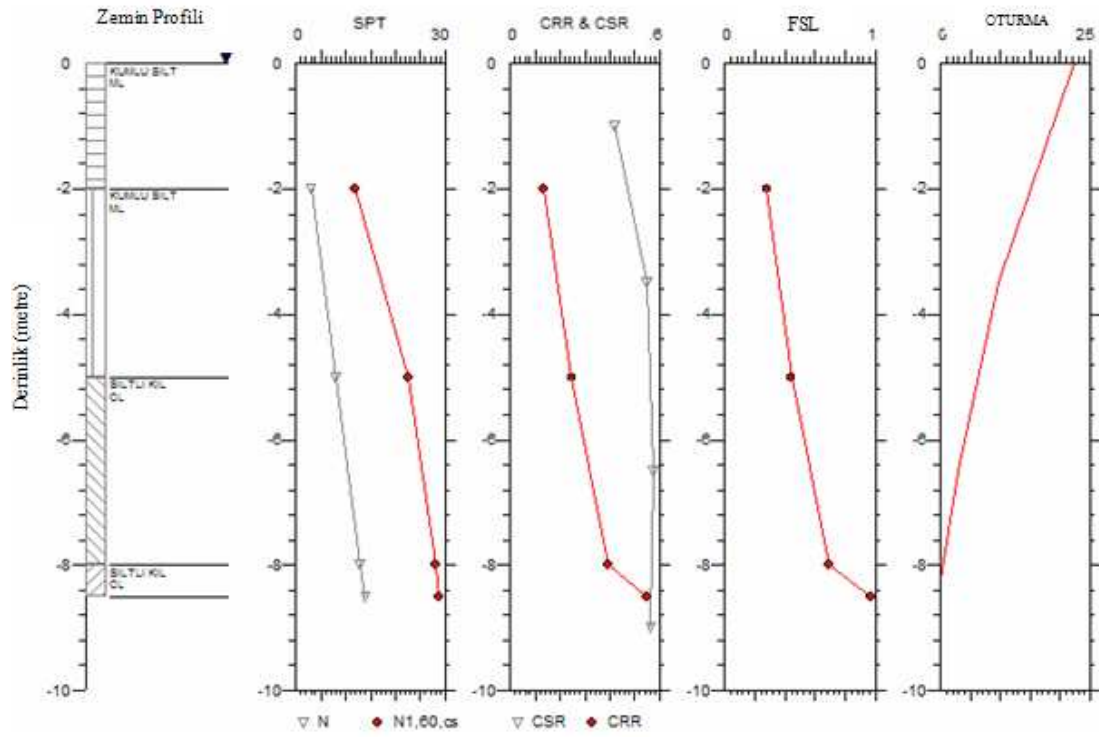 Zemin Profili
SPT
CRR & CSR
FSL
OTURMA
0 30
0 .6
0 1
0 25
Derinlik (metre)
0
-2
-4
-6
-8
-10
KUMLU SILT
ML
KUMLU SILT
ML
SILTLI KIL
CL
SILTLI KIL
CL
0
-2
-4
-6
-8
-10
0
-2
-4
-6
-8
-10
0
-2
-4
-6
-8
-10
0
-2
-4
-6
-8
-10
N N1,60,cs CSR CRR